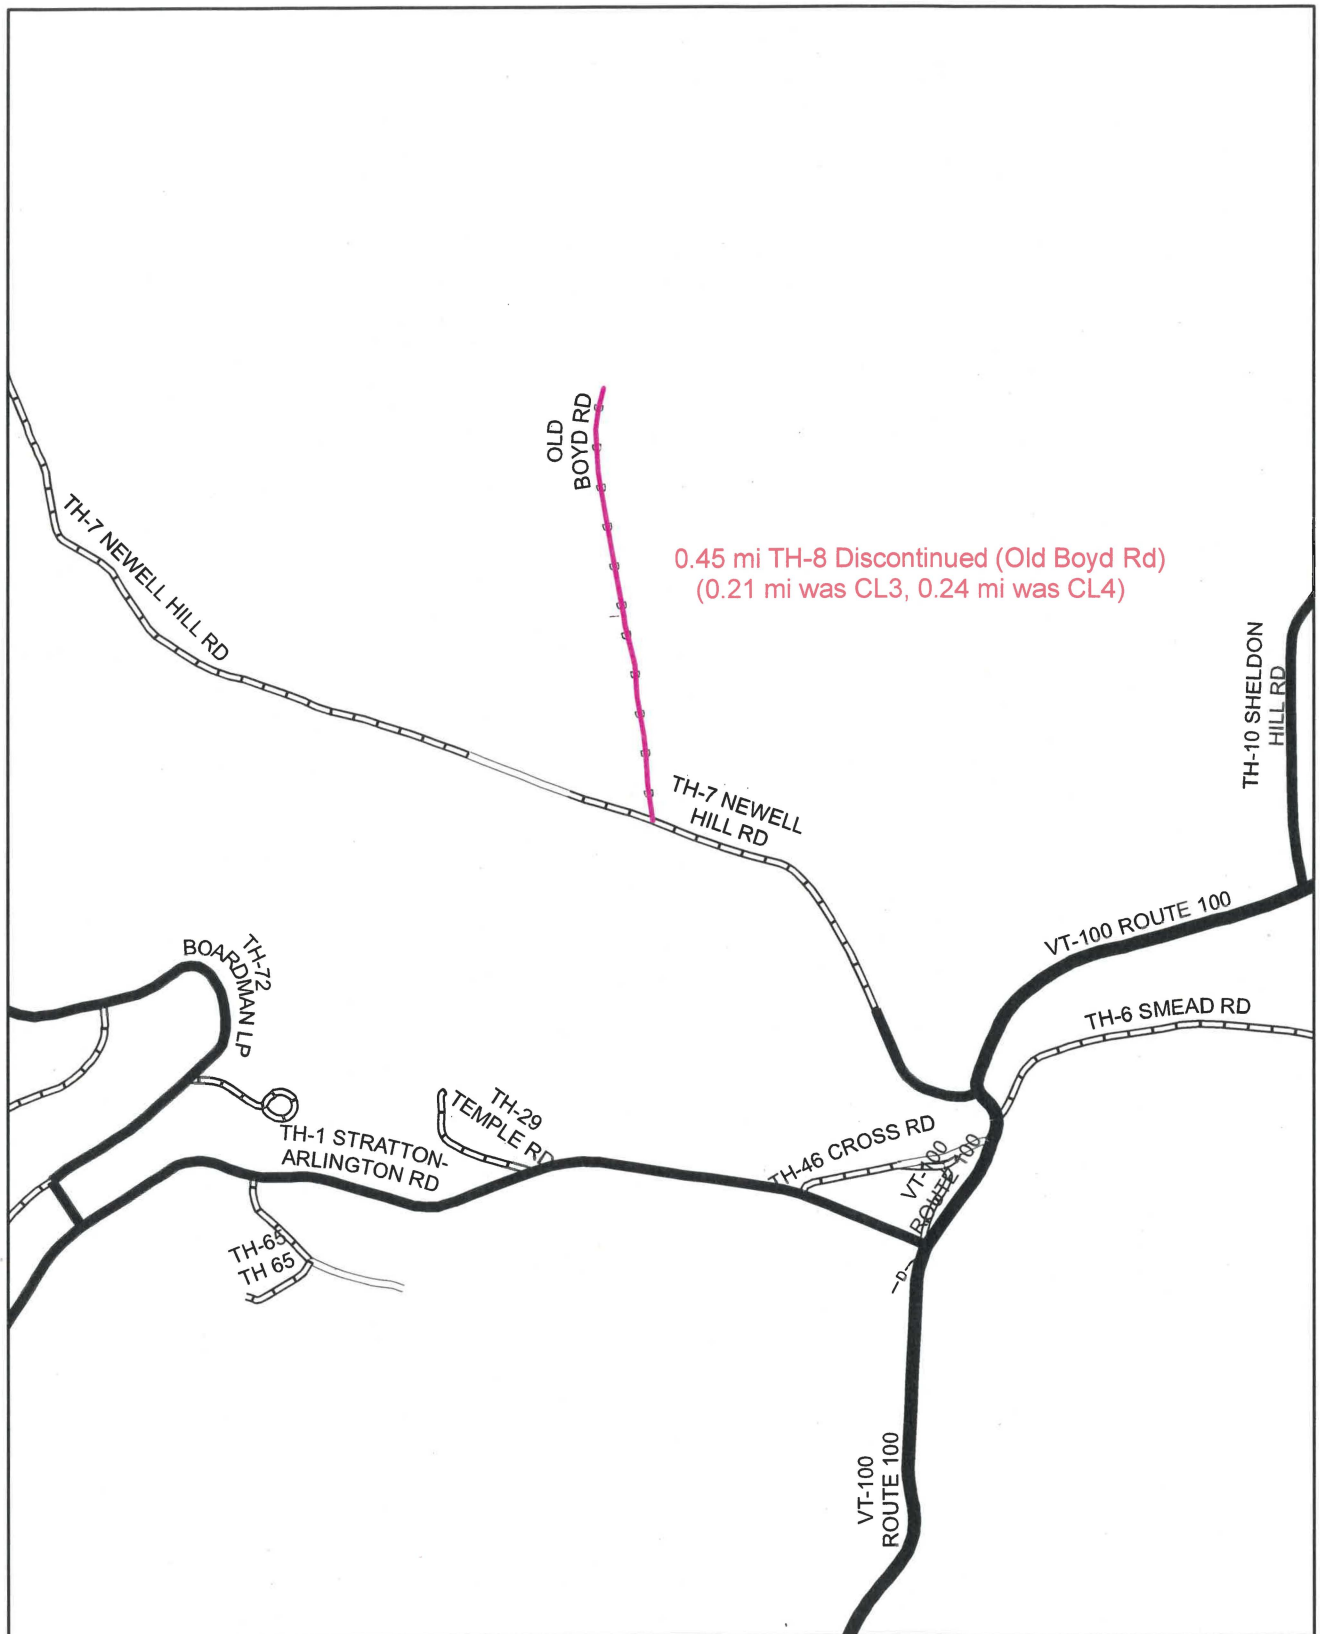 OLD
BOYD RD
TH-7 NEWELL HILL RD
0.45 mi TH-8 Discontinued (Old Boyd Rd)
(0.21 mi was CL3, 0.24 mi was CL4)
TH-10 SHELDON
HILL RD
TH-7 NEWELL
HILL RD
VT-100 ROUTE 100
TH-72
BOARDMAN LP
TH-6 SMEAD RD
TH-29
TEMPLE RD
TH-1 STRATTON-
ARLINGTON RD
TH-46 CROSS RD
VT-100
ROUTE 100
TH-65
TH 65
D
VT-100
ROUTE 100